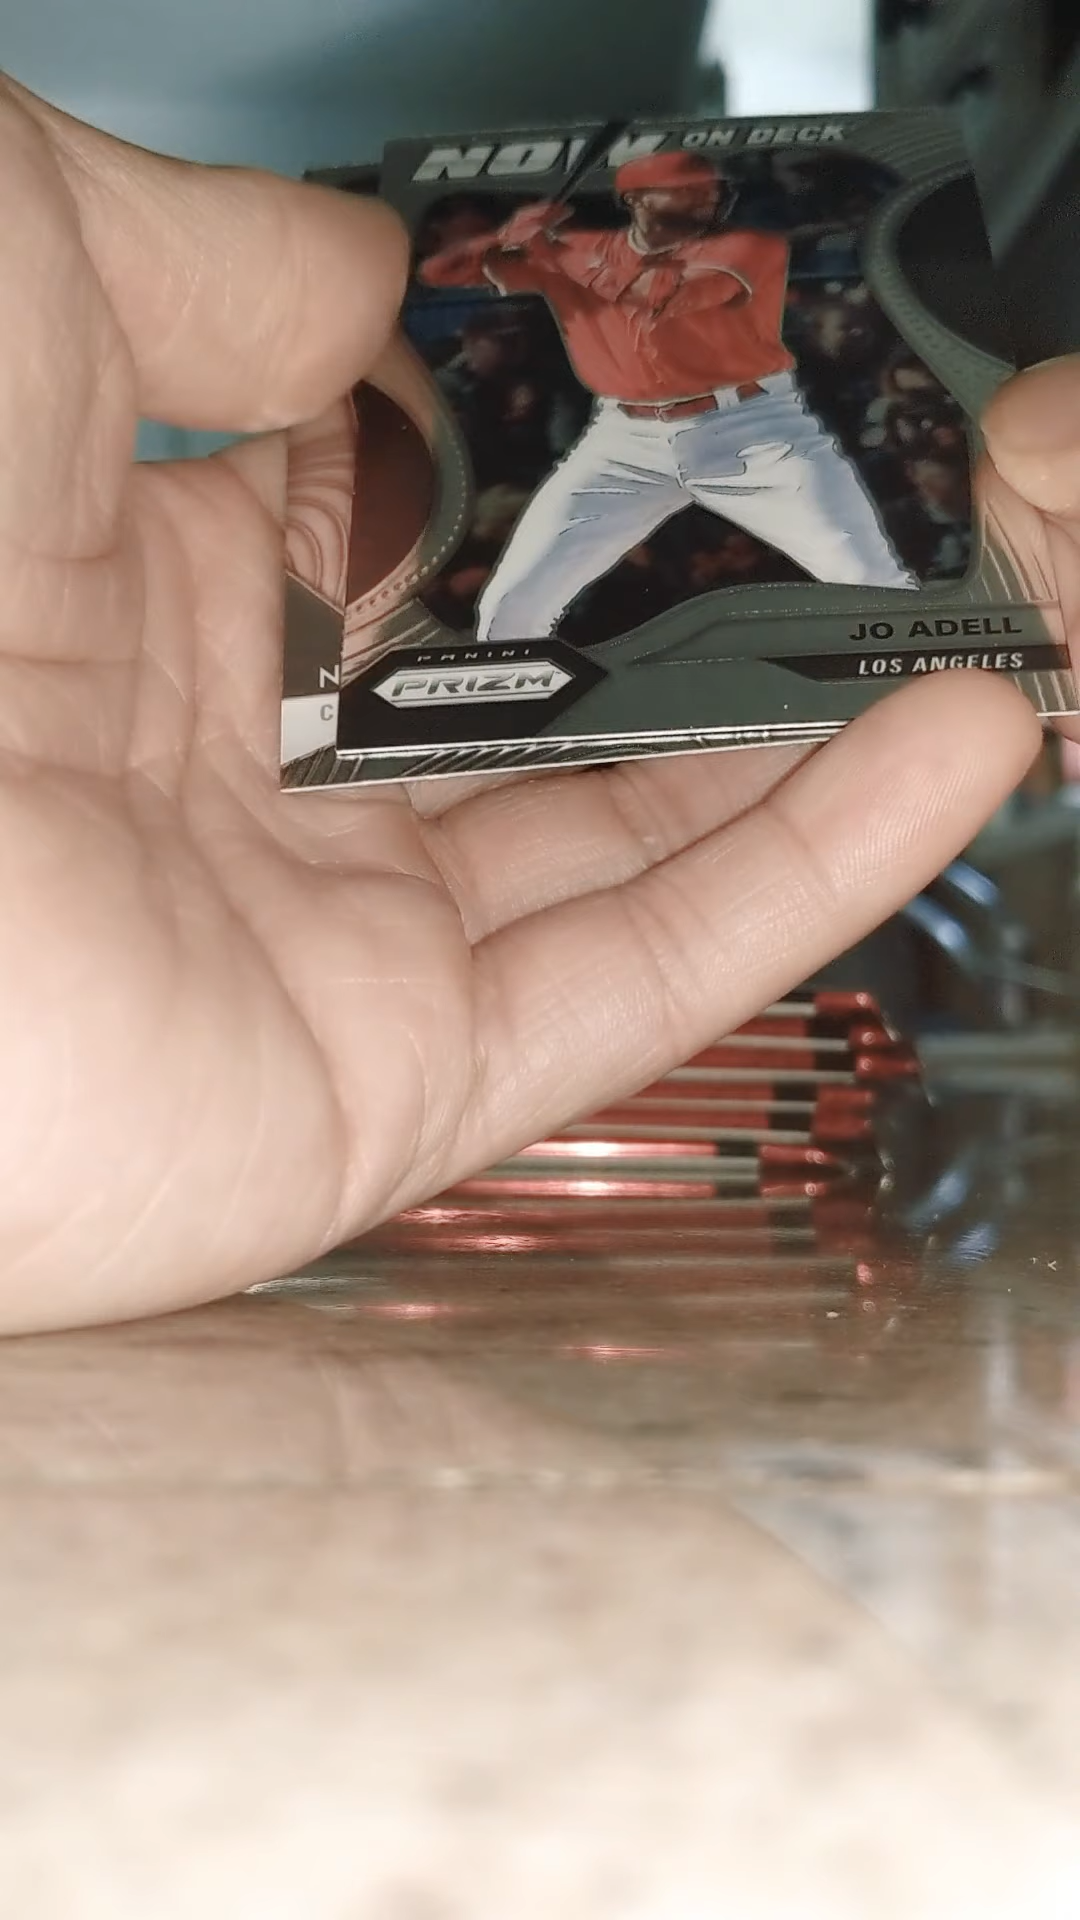 NOW ON DECK
JO ADELL
LOS ANGELES
PANINI
PRIZM
N
C